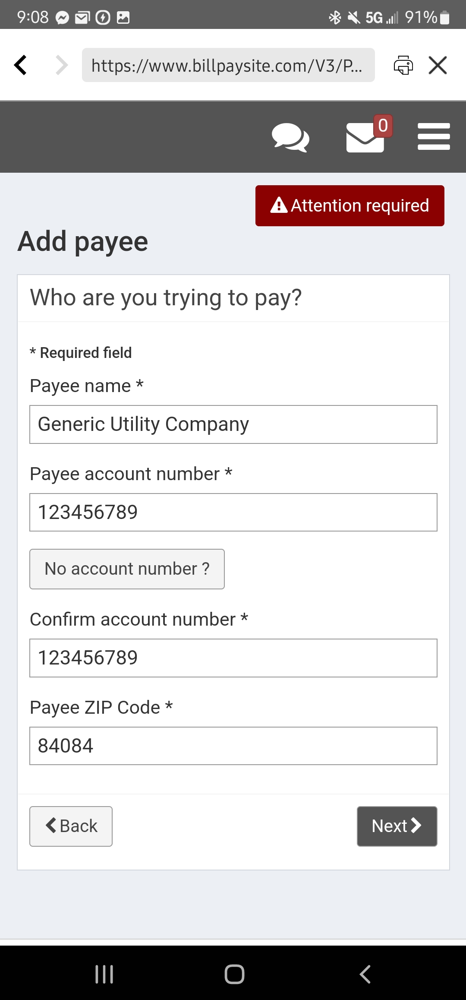 9:08 5G 91%
https://www.billpaysite.com/V3/P...
0
Attention required
Add payee
Who are you trying to pay?
* Required field
Payee name *
Generic Utility Company
Payee account number *
123456789
No account number ?
Confirm account number *
123456789
Payee ZIP Code *
84084
Back
Next